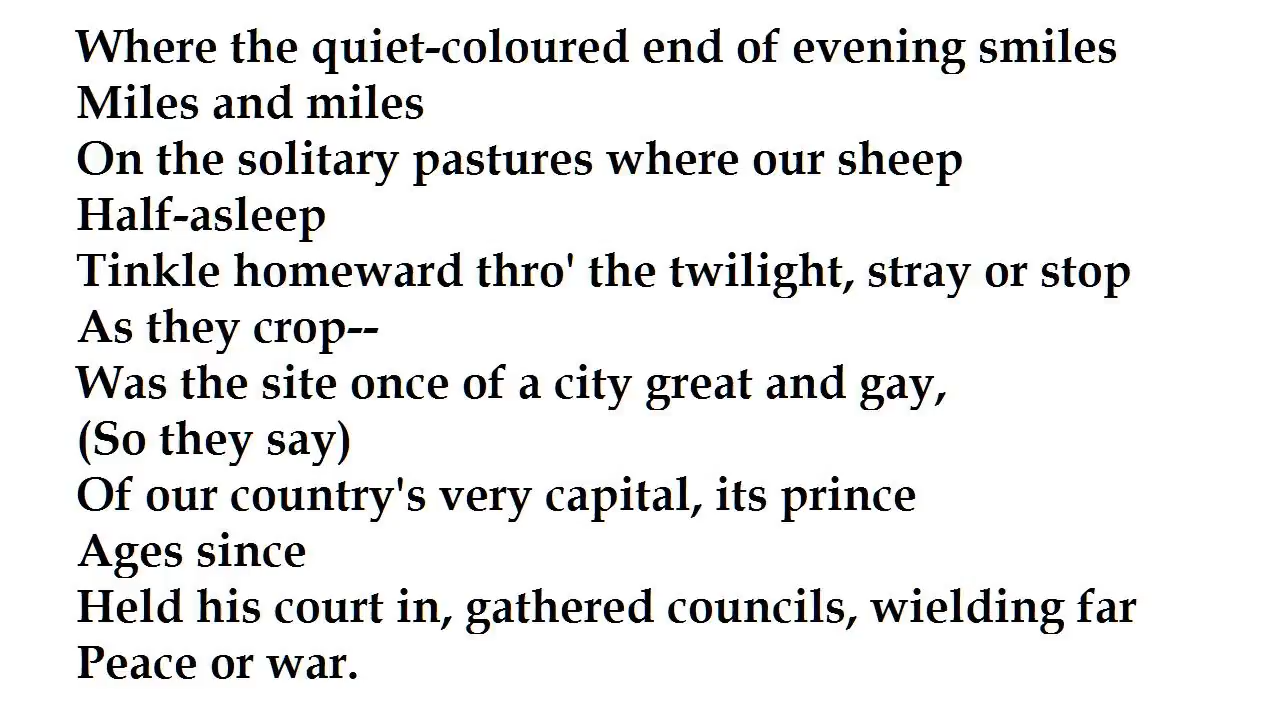 Where the quiet-coloured end of evening smiles
Miles and miles
On the solitary pastures where our sheep
Half-asleep
Tinkle homeward thro' the twilight, stray or stop
As they crop--
Was the site once of a city great and gay,
(So they say)
Of our country's very capital, its prince
Ages since
Held his court in, gathered councils, wielding far
Peace or war.